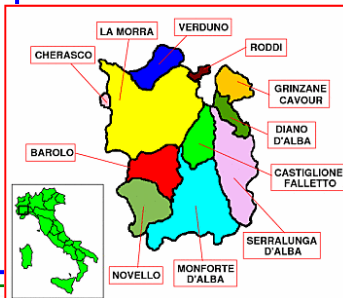 VERDUNO
LA MORRA
RODDI
CHERASCO
GRINZANE
CAVOUR
DIANO
D'ALBA
BAROLO
CASTIGLIONE
FALLETTO
SERRALUNGA
D'ALBA
NOVELLO
MONFORTE
D'ALBA